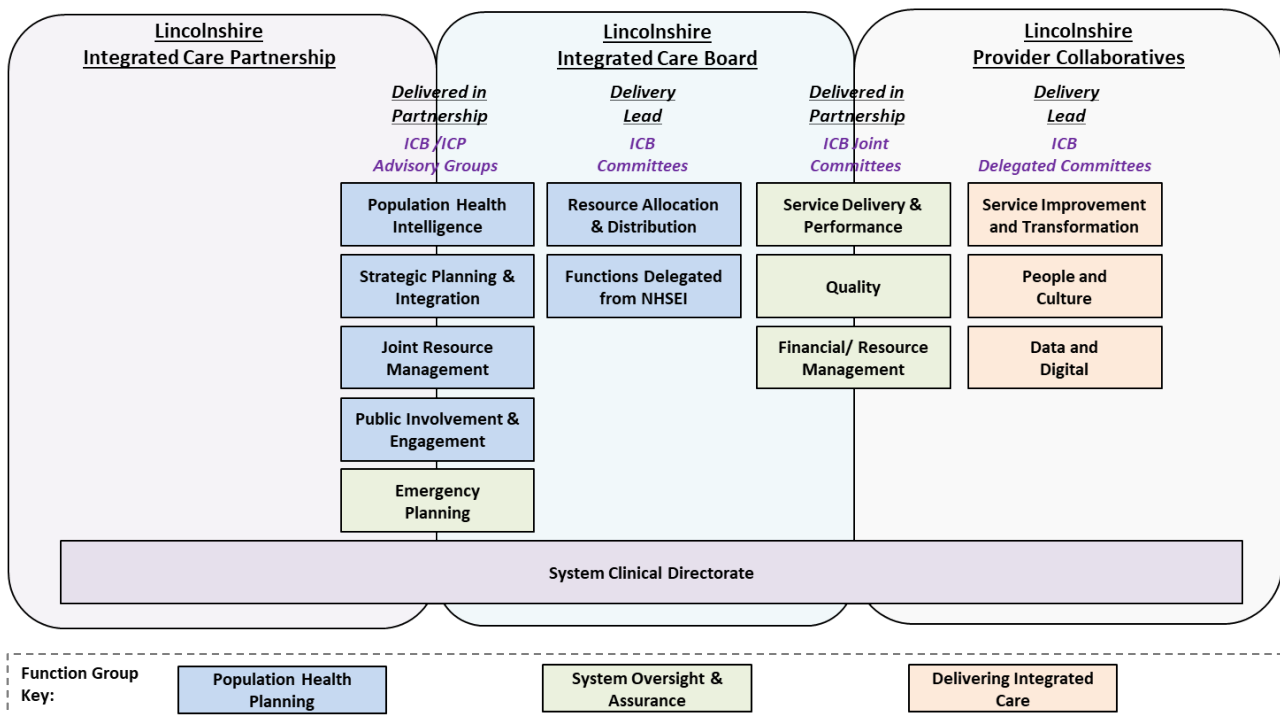 Lincolnshire
Integrated Care Partnership
Lincolnshire
Integrated Care Board
Lincolnshire
Provider Collaboratives
Delivered in
Partnership
ICB /ICP
Advisory Groups
Delivery
Lead
ICB
Committees
Delivered in
Partnership
ICB Joint
Committees
Delivery
Lead
ICB
Delegated Committees
Population Health
Intelligence
Resource Allocation
& Distribution
Service Delivery &
Performance
Service Improvement
and Transformation
Strategic Planning &
Integration
Functions Delegated
from NHSEI
Quality
People and
Culture
Joint Resource
Management
Financial/ Resource
Management
Data and
Digital
Public Involvement &
Engagement
Emergency
Planning
System Clinical Directorate
Function Group
Key:
Population Health
Planning
System Oversight &
Assurance
Delivering Integrated
Care